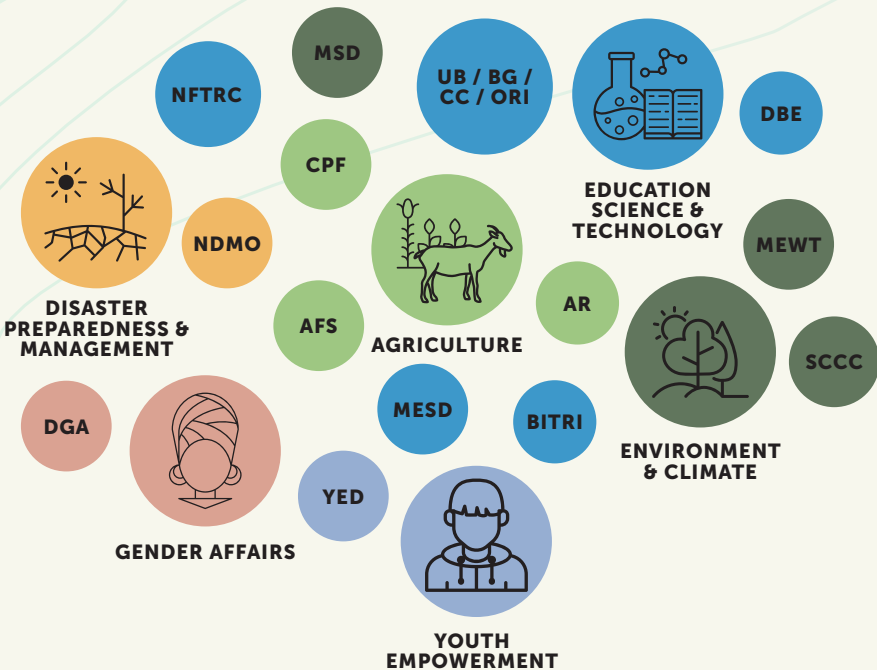 MSD
NFTRC
UB / BG /
CC / ORI
DBE
CPF
EDUCATION
SCIENCE &
TECHNOLOGY
NDMO
MEWT
DISASTER
PREPAREDNESS &
MANAGEMENT
AFS
AGRICULTURE
AR
SCCC
DGA
MESD
BITRI
ENVIRONMENT
& CLIMATE
YED
GENDER AFFAIRS
YOUTH
EMPOWERMENT